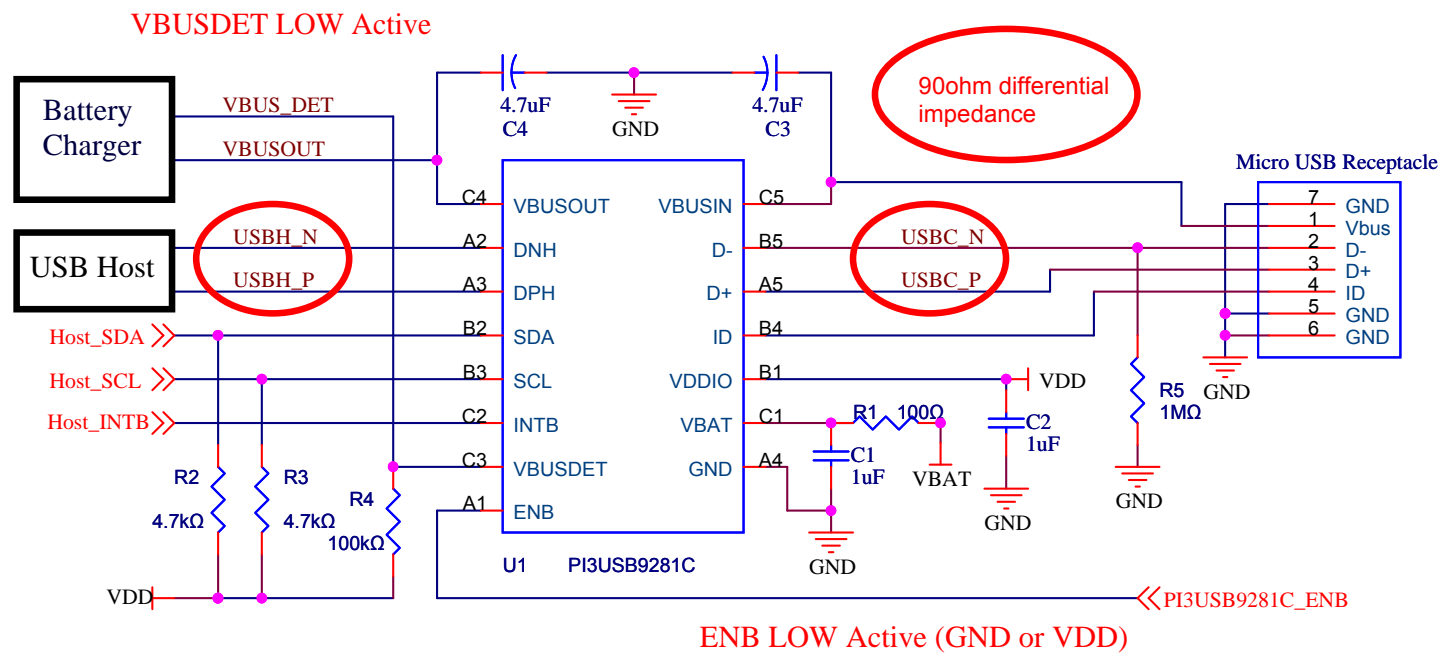 VBUSDET LOW Active
90ohm differential
impedance
Battery
Charger
VBUS_DET
VBUSOUT
4.7uF
C4
GND
4.7uF
C3
Micro USB Receptacle
USB Host
USBH_N
USBH_P
C4 VBUSOUT VBUSIN C5
A2 DNH D- B5
A3 DPH D+ A5
B2 SDA ID B4
B3 SCL VDDIO B1
C2 INTB VBAT C1
C3 VBUSDET GND A4
A1 ENB
U1 PI3USB9281C
USBC_N
USBC_P
7 GND
1 Vbus
2 D-
3 D+
4 ID
5 GND
6 GND
GND
Host_SDA
Host_SCL
Host_INTB
R2
4.7kΩ
R3
4.7kΩ
R4
100kΩ
VDD
R1 100Ω
C1
1uF
VBAT
GND
VDD
C2
1uF
GND
R5
1MΩ
GND
PI3USB9281C_ENB
ENB LOW Active (GND or VDD)